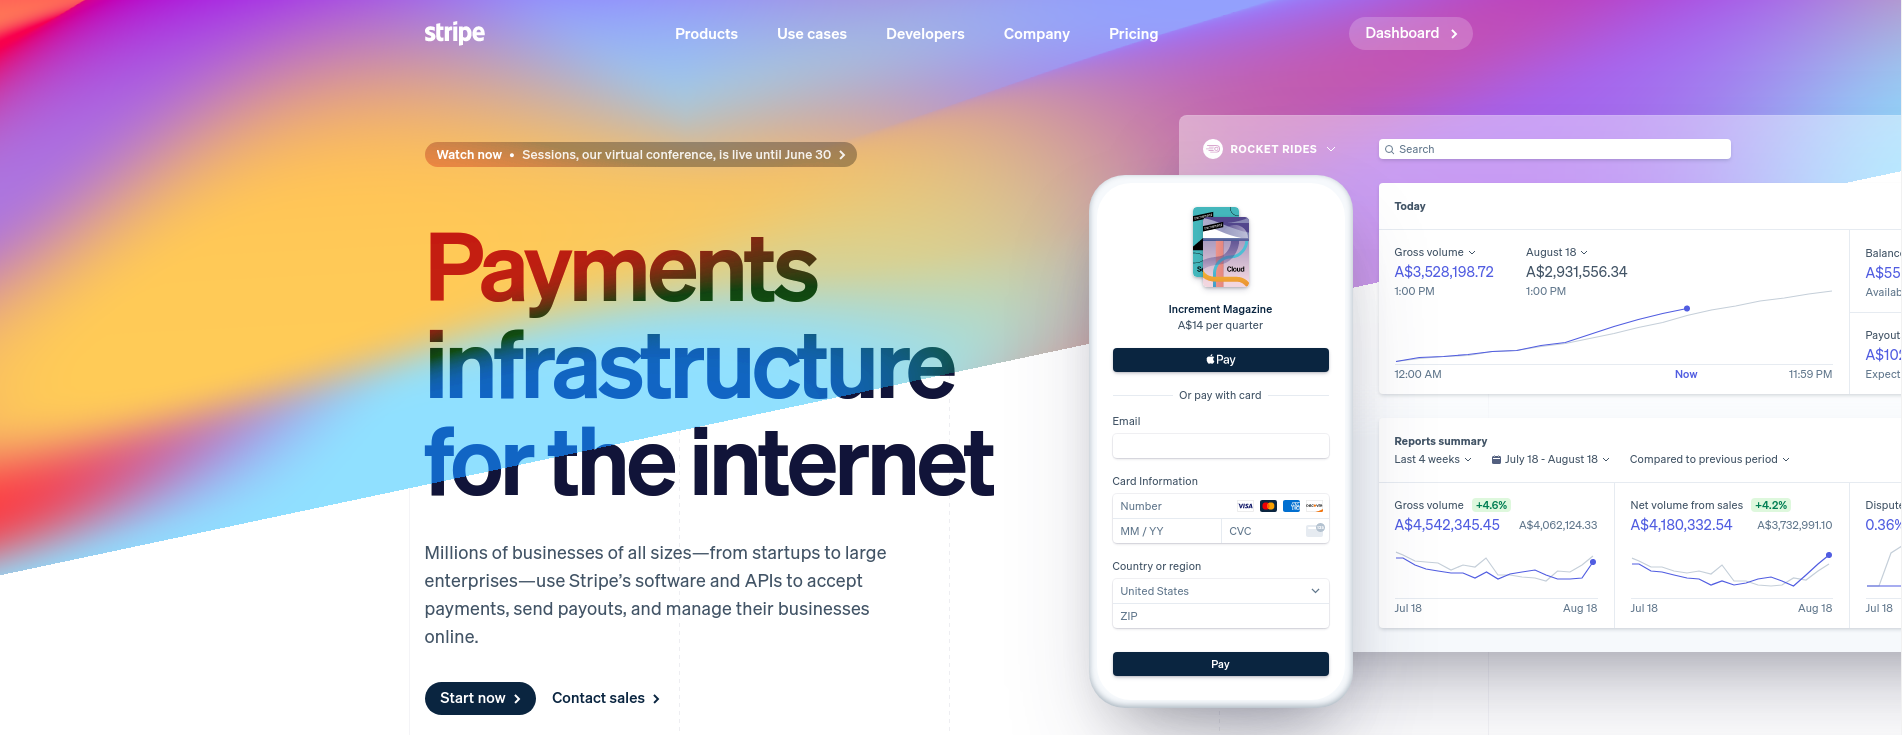 stripe
Products
Use cases
Developers
Company
Pricing
Dashboard
Watch now • Sessions, our virtual conference, is live until June 30
Payments
infrastructure
for the internet
Millions of businesses of all sizes—from startups to large
enterprises—use Stripe’s software and APIs to accept
payments, send payouts, and manage their businesses
online.
Start now
Contact sales
Cloud
Increment Magazine
A$14 per quarter
Pay
Or pay with card
Email
Card Information
Number
VISA
MM / YY
CVC
Country or region
United States
ZIP
Pay
ROCKET RIDES
Search
Today
Gross volume
A$3,528,198.72
1:00 PM
August 18
A$2,931,556.34
1:00 PM
12:00 AM
Now
11:59 PM
Balanc
A$55
Availab
Payout
A$102
Expect
Reports summary
Last 4 weeks
July 18 - August 18
Compared to previous period
Gross volume +4.6%
A$4,542,345.45 A$4,062,124.33
Jul 18 Aug 18
Net volume from sales +4.2%
A$4,180,332.54 A$3,732,991.10
Jul 18 Aug 18
Dispute
0.36%
Jul 18